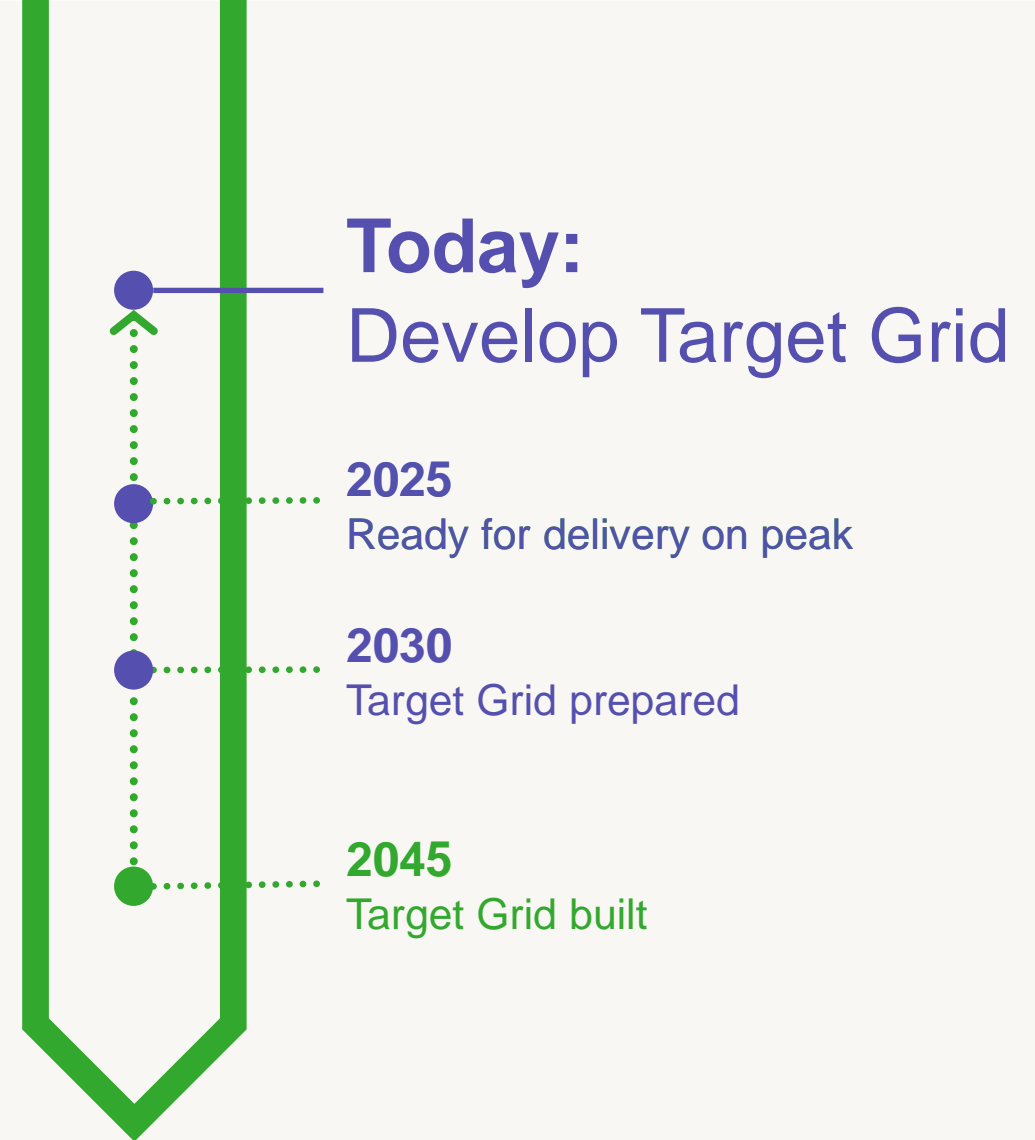 Today:
Develop Target Grid
2025
Ready for delivery on peak
2030
Target Grid prepared
2045
Target Grid built